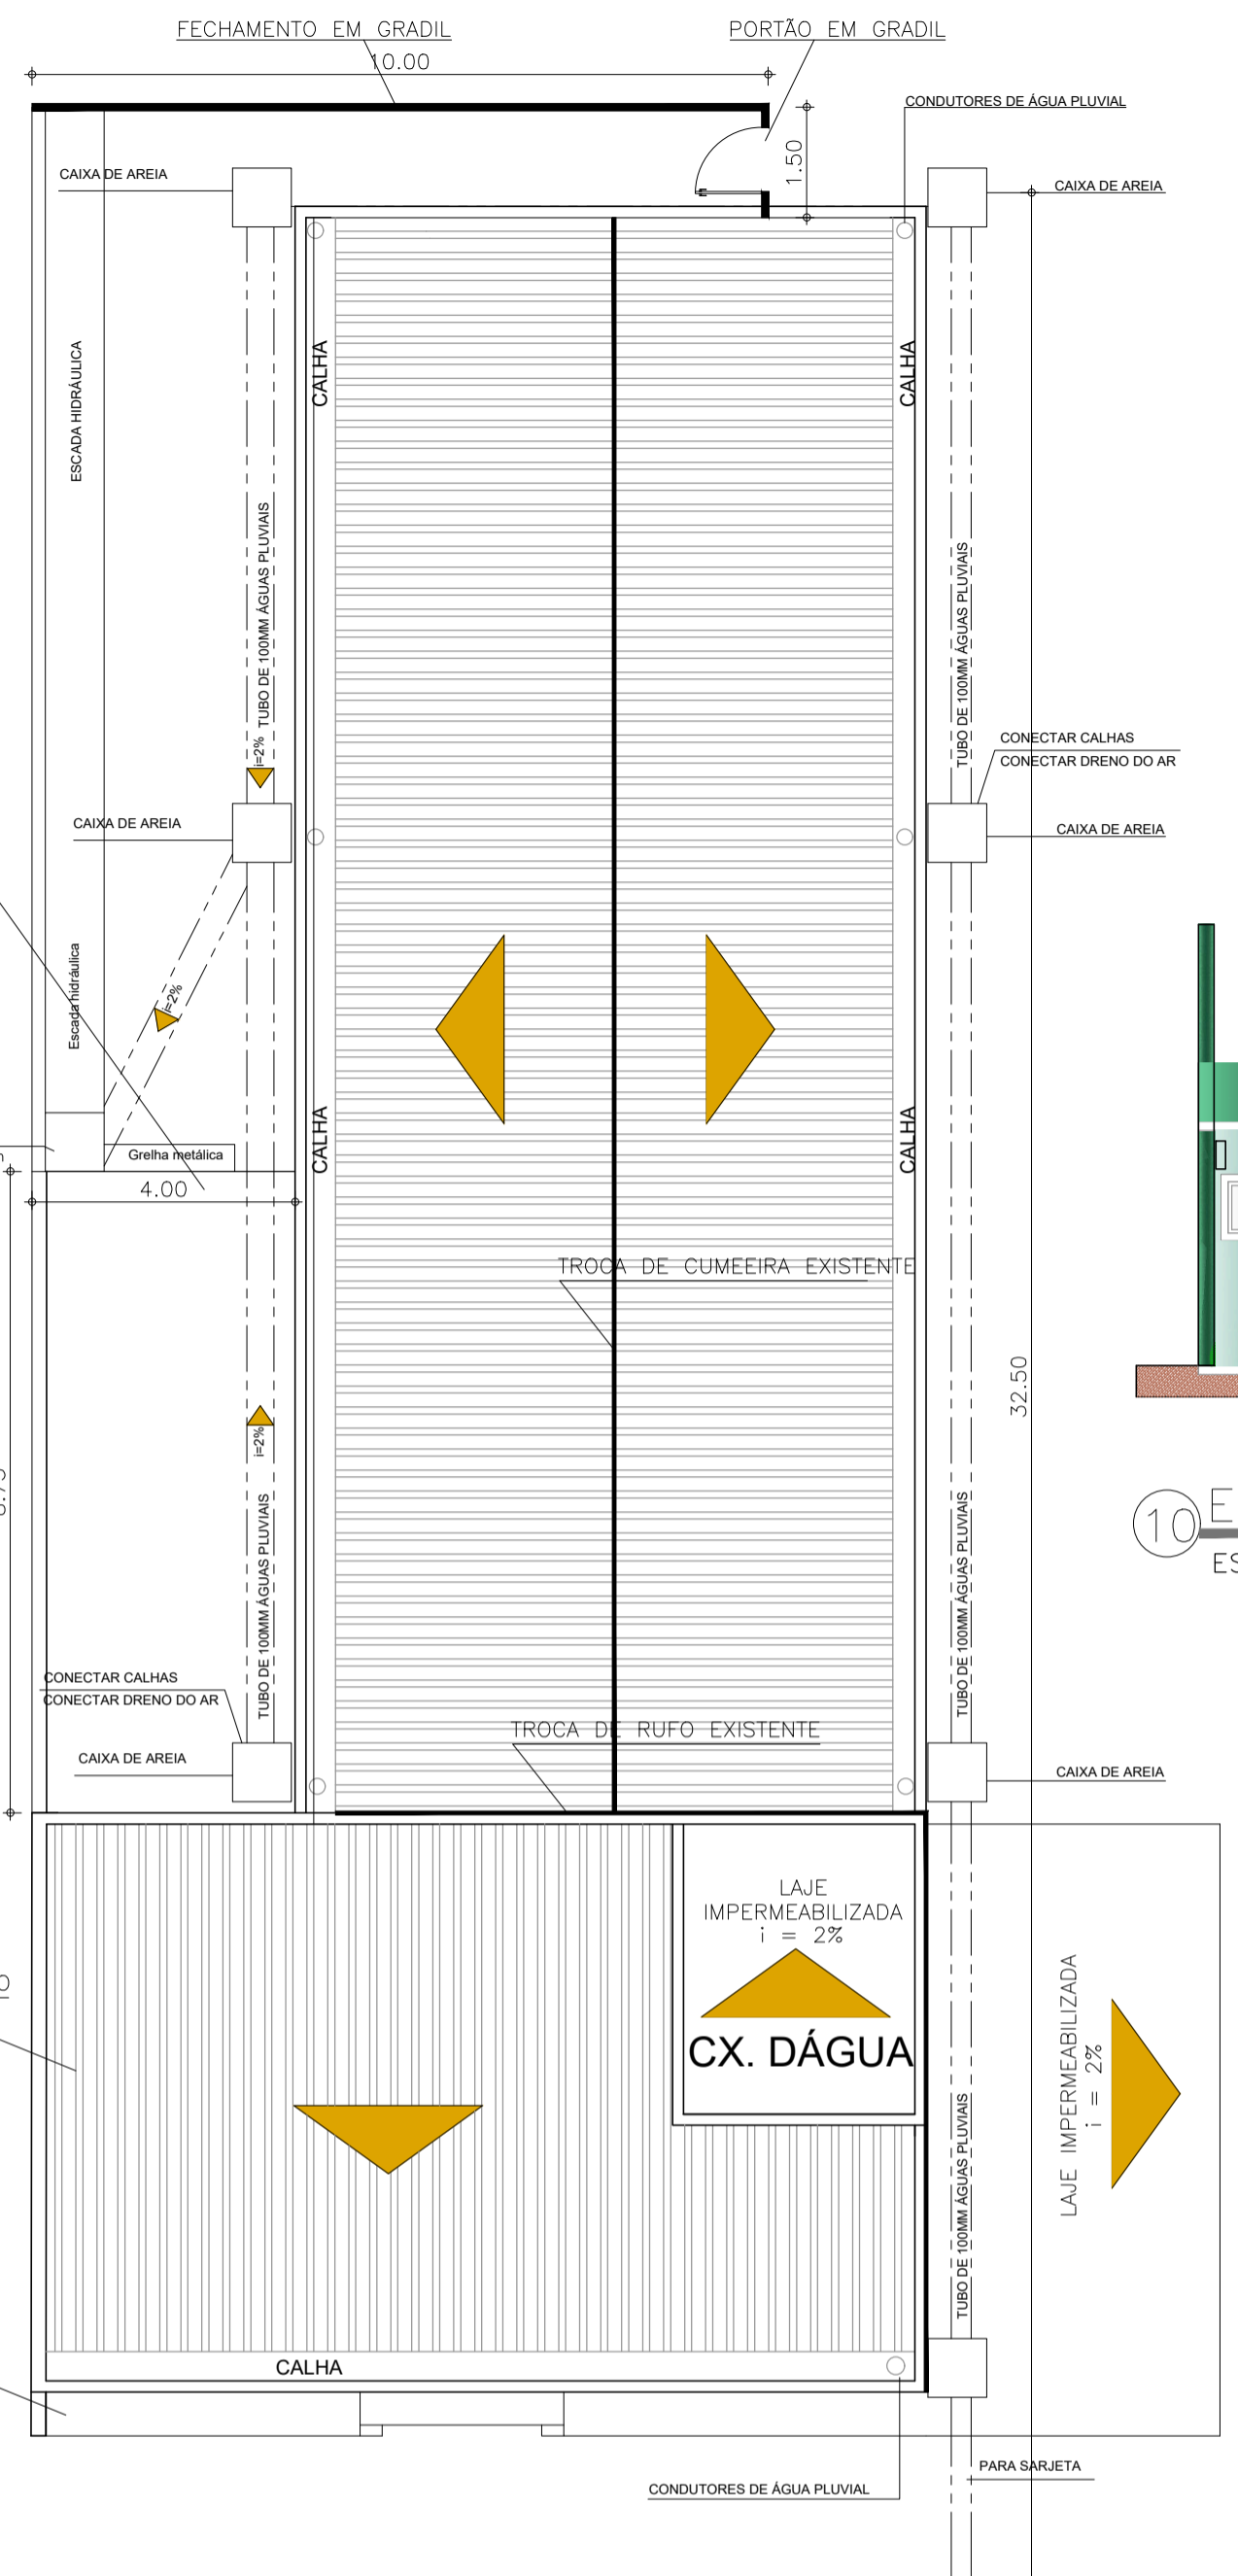 FECHAMENTO EM GRADIL
PORTÃO EM GRADIL
10.00
CONDUTORES DE ÁGUA PLUVIAL
1.50
CAIXA DE AREIA
CAIXA DE AREIA
CALHA
CALHA
ESCADA HIDRÁULICA
i=2% TUBO DE 100MM ÁGUAS PLUVIAIS
TUBO DE 100MM ÁGUAS PLUVIAIS
CONECTAR CALHAS
CONECTAR DRENO DO AR
CAIXA DE AREIA
CAIXA DE AREIA
Escada hidráulica
i=2%
CALHA
CALHA
Grelha metálica
4.00
TROCA DE CUMEEIRA EXISTENTE
32.50
i=2%
TUBO DE 100MM ÁGUAS PLUVIAIS
TUBO DE 100MM ÁGUAS PLUVIAIS
10
E
ES
CONECTAR CALHAS
CONECTAR DRENO DO AR
TROCA DE RUFO EXISTENTE
CAIXA DE AREIA
CAIXA DE AREIA
LAJE
IMPERMEABILIZADA
i = 2%
CX. DÁGUA
LAJE IMPERMEABILIZADA
i = 2%
TUBO DE 100MM ÁGUAS PLUVIAIS
CALHA
PARA SARJETA
CONDUTORES DE ÁGUA PLUVIAL